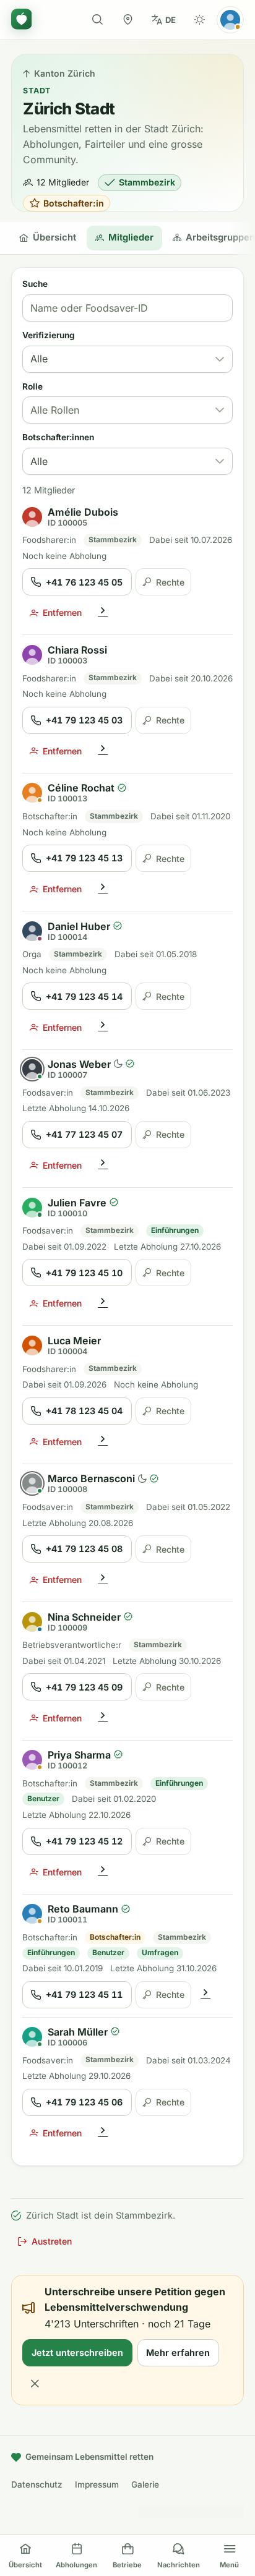 DE
Kanton Zürich
STADT
Zürich Stadt
Lebensmittel retten in der Stadt Zürich:
Abholungen, Fairteiler und eine grosse
Community.
12 Mitglieder Stammbezirk
Botschafter:in
Übersicht Mitglieder Arbeitsgruppen
Suche
Name oder Foodsaver-ID
Verifizierung
Alle
Rolle
Alle Rollen
Botschafter:innen
Alle
12 Mitglieder
Amélie Dubois
ID 100005
Foodsharer:in Stammbezirk Dabei seit 10.07.2026
Noch keine Abholung
+41 76 123 45 05 Rechte
Entfernen
Chiara Rossi
ID 100003
Foodsharer:in Stammbezirk Dabei seit 20.10.2026
Noch keine Abholung
+41 79 123 45 03 Rechte
Entfernen
Céline Rochat
ID 100013
Botschafter:in Stammbezirk Dabei seit 01.11.2020
Noch keine Abholung
+41 79 123 45 13 Rechte
Entfernen
Daniel Huber
ID 100014
Orga Stammbezirk Dabei seit 01.05.2018
Noch keine Abholung
+41 79 123 45 14 Rechte
Entfernen
Jonas Weber
ID 100007
Foodsaver:in Stammbezirk Dabei seit 01.06.2023
Letzte Abholung 14.10.2026
+41 77 123 45 07 Rechte
Entfernen
Julien Favre
ID 100010
Foodsaver:in Stammbezirk Einführungen
Dabei seit 01.09.2022 Letzte Abholung 27.10.2026
+41 79 123 45 10 Rechte
Entfernen
Luca Meier
ID 100004
Foodsharer:in Stammbezirk
Dabei seit 01.09.2026 Noch keine Abholung
+41 78 123 45 04 Rechte
Entfernen
Marco Bernasconi
ID 100008
Foodsaver:in Stammbezirk Dabei seit 01.05.2022
Letzte Abholung 20.08.2026
+41 79 123 45 08 Rechte
Entfernen
Nina Schneider
ID 100009
Betriebsverantwortliche:r Stammbezirk
Dabei seit 01.04.2021 Letzte Abholung 30.10.2026
+41 79 123 45 09 Rechte
Entfernen
Priya Sharma
ID 100012
Botschafter:in Stammbezirk Einführungen
Benutzer Dabei seit 01.02.2020
Letzte Abholung 22.10.2026
+41 79 123 45 12 Rechte
Entfernen
Reto Baumann
ID 100011
Botschafter:in Botschafter:in Stammbezirk
Einführungen Benutzer Umfragen
Dabei seit 10.01.2019 Letzte Abholung 31.10.2026
+41 79 123 45 11 Rechte
Sarah Müller
ID 100006
Foodsaver:in Stammbezirk Dabei seit 01.03.2024
Letzte Abholung 29.10.2026
+41 79 123 45 06 Rechte
Entfernen
Zürich Stadt ist dein Stammbezirk.
Austreten
Unterschreibe unsere Petition gegen
Lebensmittelverschwendung
4'213 Unterschriften · noch 21 Tage
Jetzt unterschreiben Mehr erfahren
Gemeinsam Lebensmittel retten
Datenschutz Impressum Galerie
Übersicht Abholungen Betriebe Nachrichten Menü